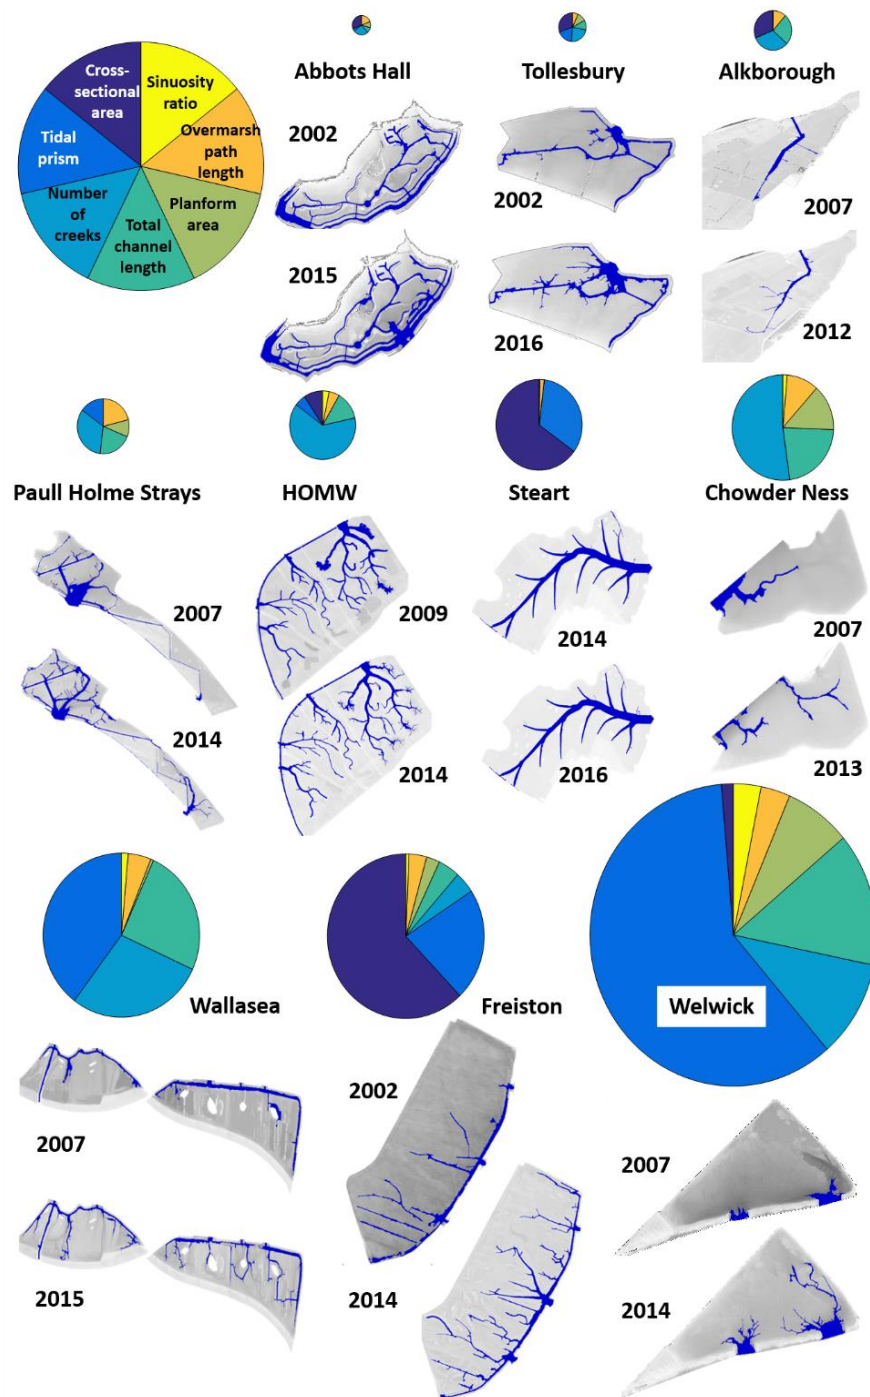 Cross-
sectional
area
Sinuosity
ratio
Tidal
prism
Overmarsh
path
length
Number
of
creeks
Total
channel
length
Planform
area
Abbots Hall
Tollesbury
Alkborough
2002
2002
2007
2015
2016
2012
Paull Holme Strays
HOMW
Steart
Chowder Ness
2007
2009
2014
2007
2014
2014
2016
2013
Wallasea
Freiston
Welwick
2007
2002
2007
2015
2014
2014